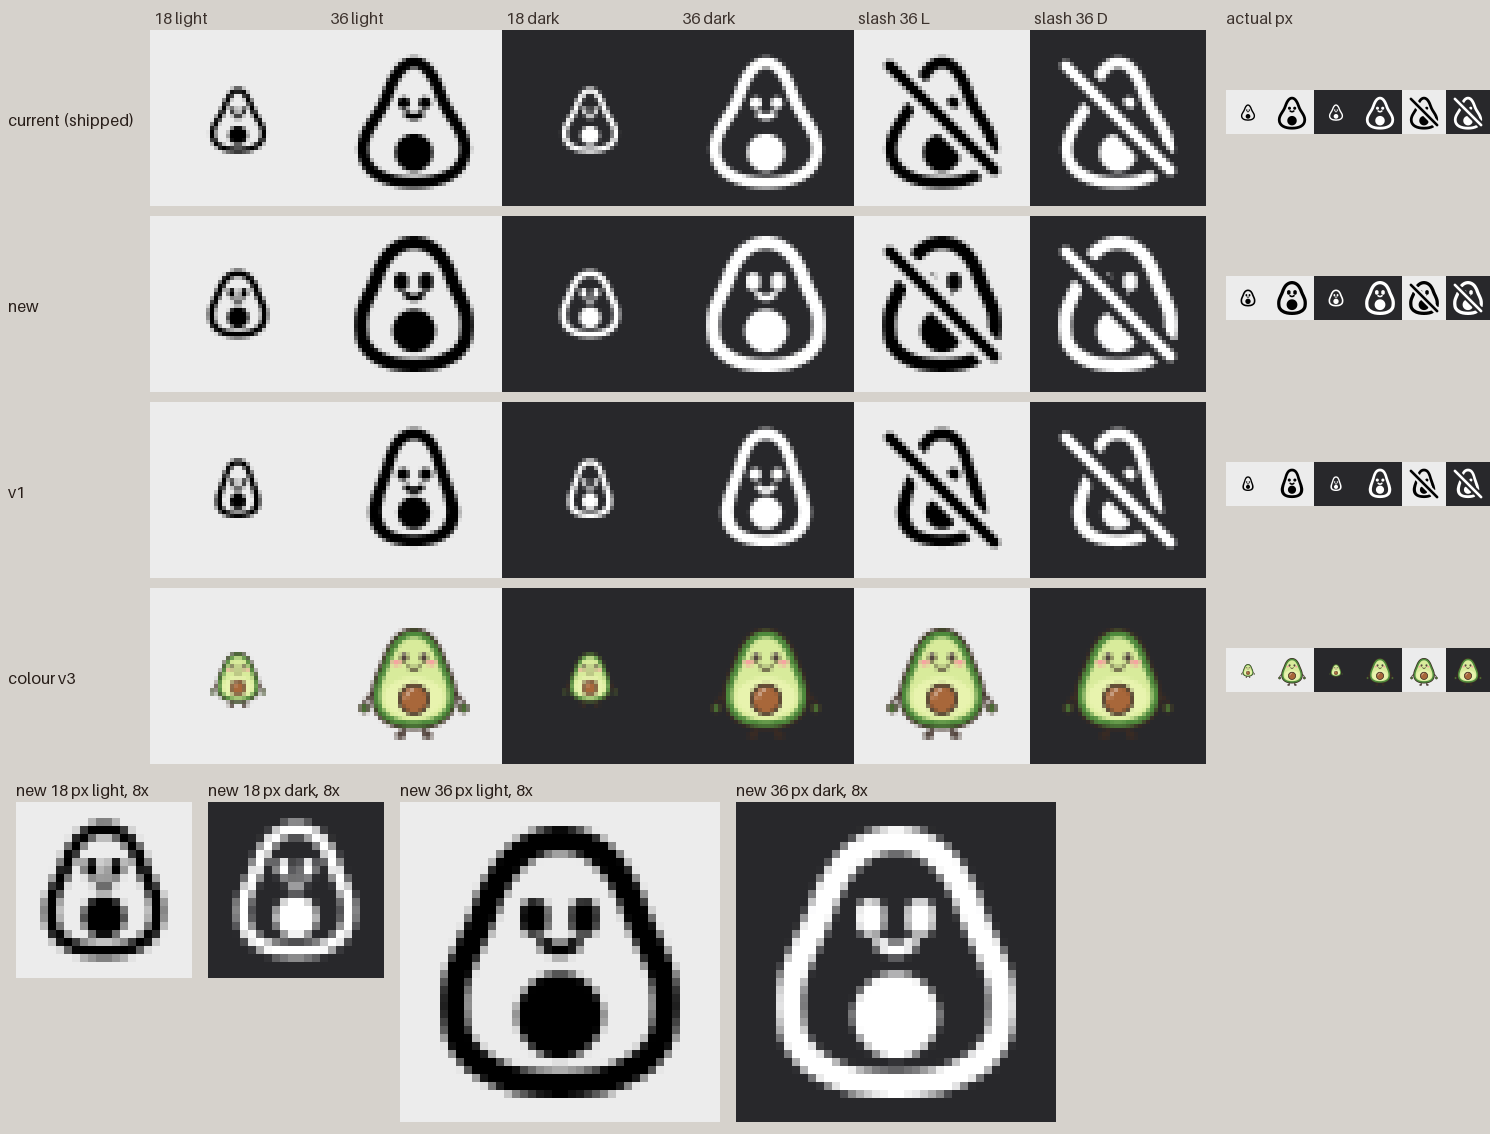 18 light 36 light 18 dark 36 dark slash 36 L slash 36 D actual px
current (shipped)
new
v1
colour v3
new 18 px light, 8x new 18 px dark, 8x new 36 px light, 8x new 36 px dark, 8x